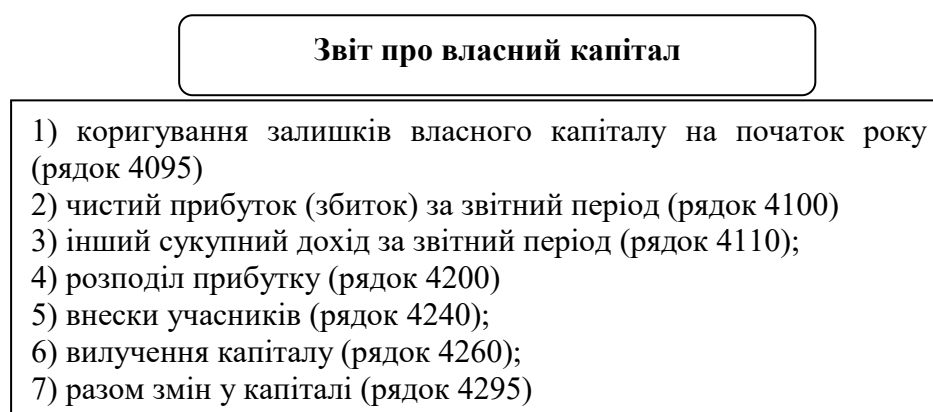 Звіт про власний капітал
1) коригування залишків власного капіталу на початок року
(рядок 4095)
2) чистий прибуток (збиток) за звітний період (рядок 4100)
3) інший сукупний дохід за звітний період (рядок 4110);
4) розподіл прибутку (рядок 4200)
5) внески учасників (рядок 4240);
6) вилучення капіталу (рядок 4260);
7) разом змін у капіталі (рядок 4295)